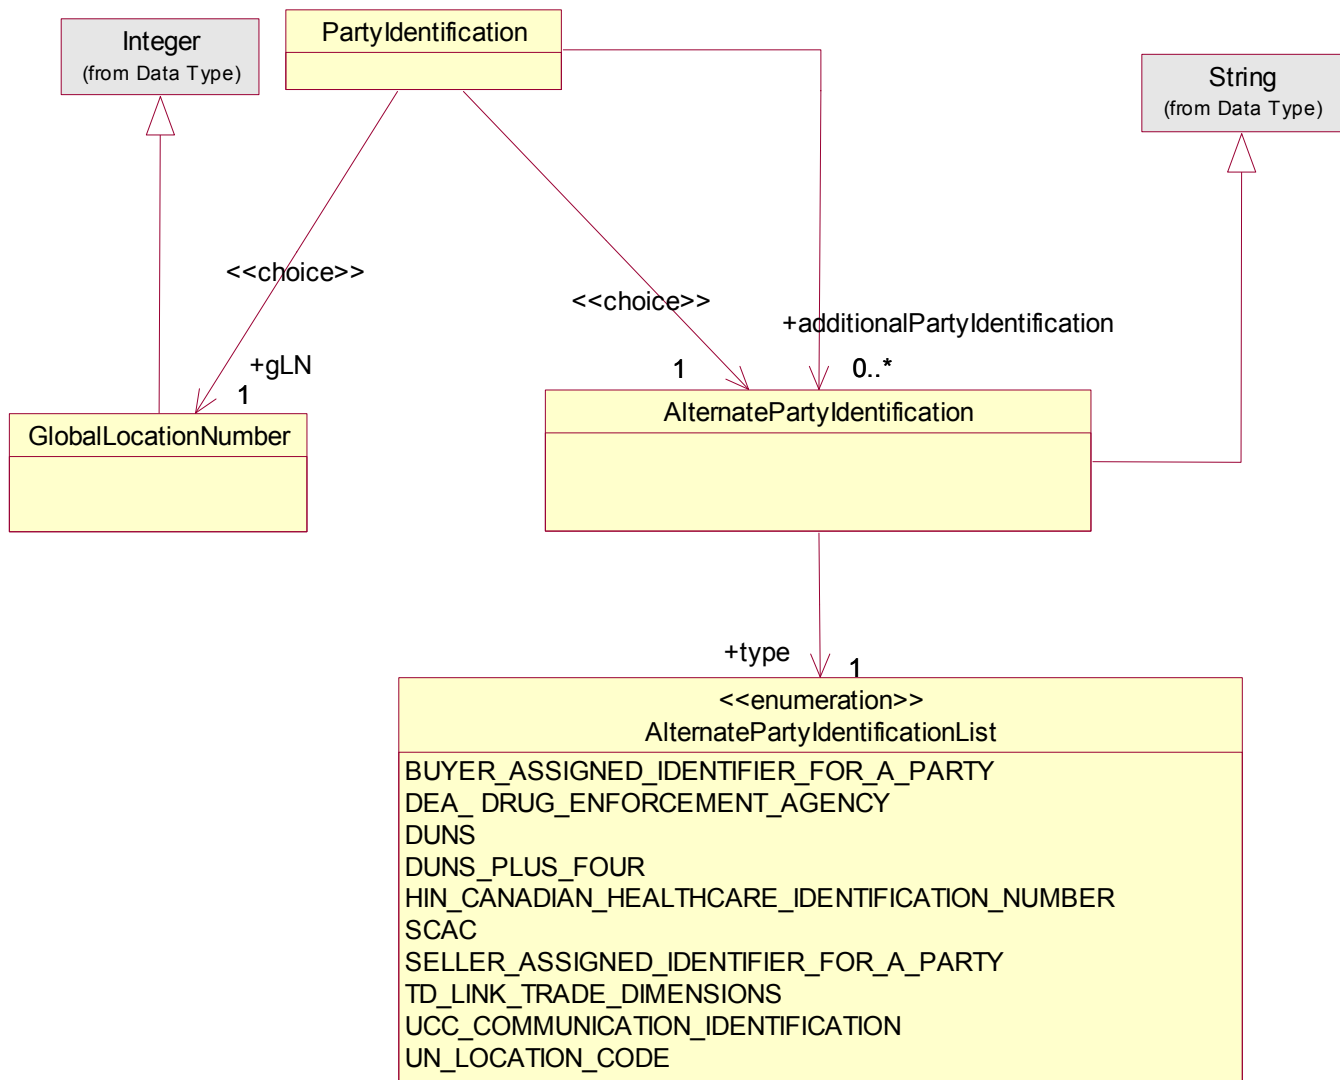 Integer
(from Data Type)
PartyIdentification
String
(from Data Type)
<<choice>>
<<choice>>
+gLN
1
1
+additionalPartyIdentification
0..*
GlobalLocationNumber
AlternatePartyIdentification
+type
1
<<enumeration>>
AlternatePartyIdentificationList
BUYER_ASSIGNED_IDENTIFIER_FOR_A_PARTY
DEA_ DRUG_ENFORCEMENT_AGENCY
DUNS
DUNS_PLUS_FOUR
HIN_CANADIAN_HEALTHCARE_IDENTIFICATION_NUMBER
SCAC
SELLER_ASSIGNED_IDENTIFIER_FOR_A_PARTY
TD_LINK_TRADE_DIMENSIONS
UCC_COMMUNICATION_IDENTIFICATION
UN_LOCATION_CODE